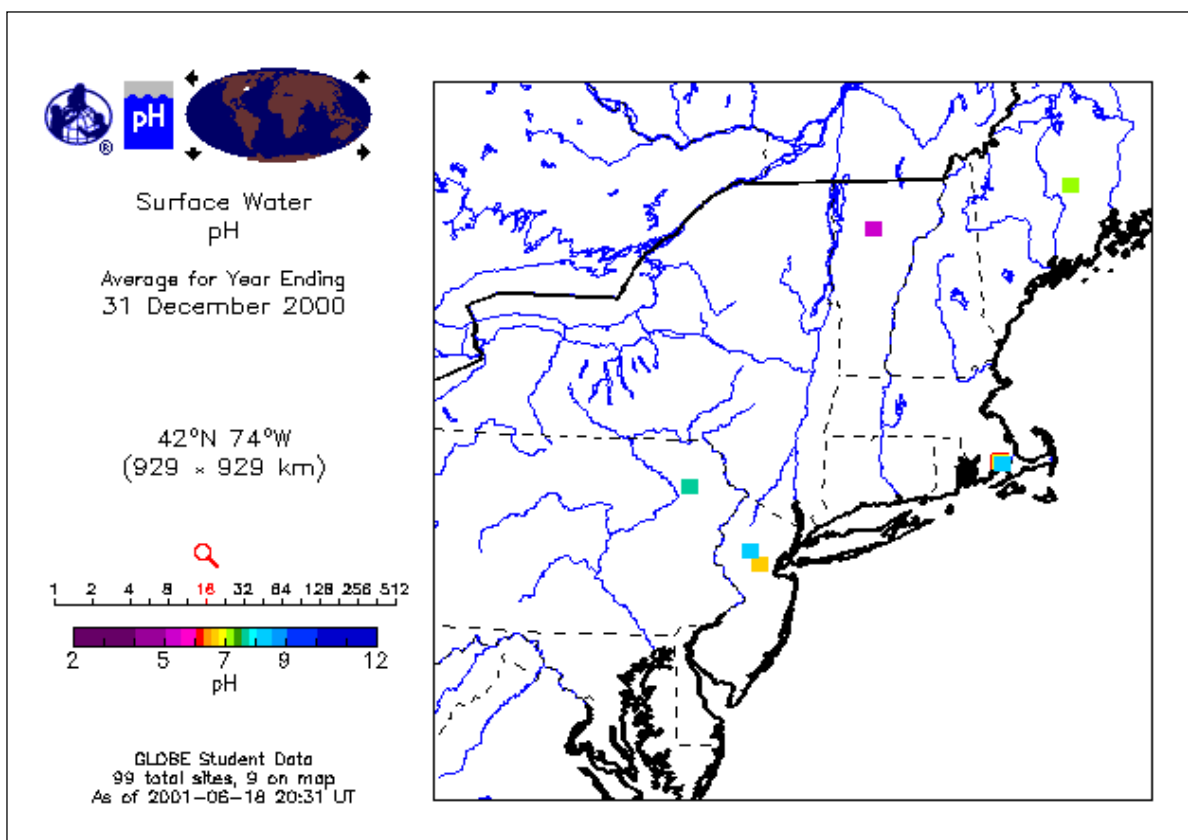 ®
pH
Surface Water
pH
Average for Year Ending
31 December 2000
42°N 74°W
(929 × 929 km)
1 2 4 8 16 32 64 128 256 512
2 5 7 9 12
pH
GLOBE Student Data
99 total sites, 9 on map
As of 2001-06-18 20:31 UT